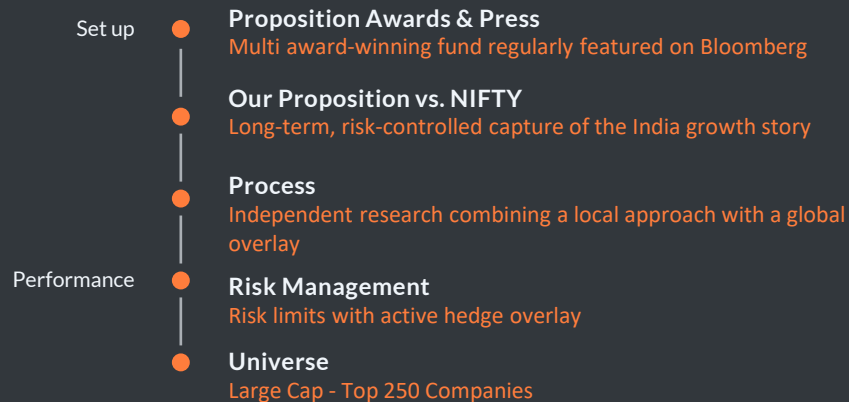 Set up
Proposition Awards & Press
Multi award-winning fund regularly featured on Bloomberg
Our Proposition vs. NIFTY
Long-term, risk-controlled capture of the India growth story
Process
Independent research combining a local approach with a global
overlay
Performance
Risk Management
Risk limits with active hedge overlay
Universe
Large Cap - Top 250 Companies